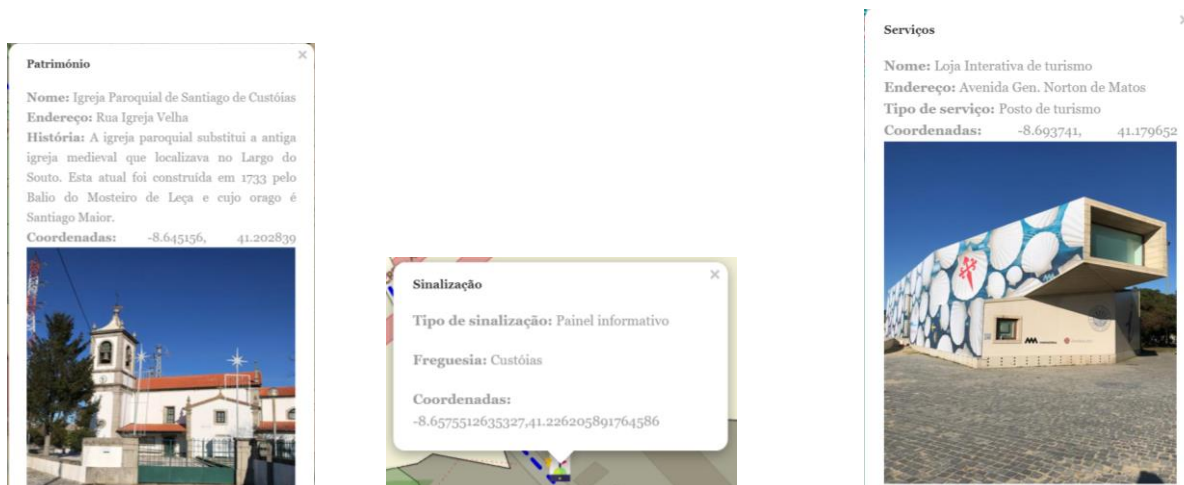 Património
Nome: Igreja Paroquial de Santiago de Custóias
Endereço: Rua Igreja Velha
História: A igreja paroquial substitui a antiga
igreja medieval que localizava no Largo do
Souto. Esta atual foi construída em 1733 pelo
Balio do Mosteiro de Leça e cujo orago é
Santiago Maior.
Coordenadas: -8.645156, 41.202839
Sinalização
Tipo de sinalização: Painel informativo
Freguesia: Custóias
Coordenadas:
-8.6575512635327,41.226205891764586
Serviços
Nome: Loja Interativa de turismo
Endereço: Avenida Gen. Norton de Matos
Tipo de serviço: Posto de turismo
Coordenadas: -8.693741, 41.179652